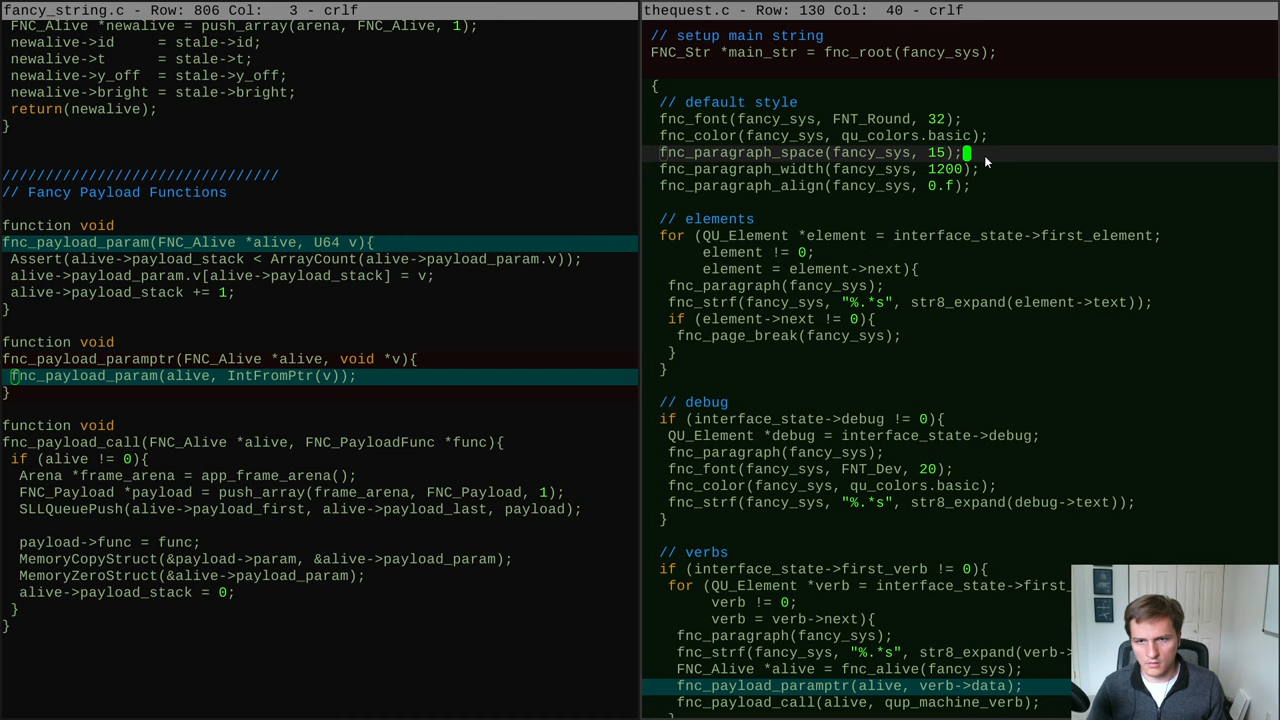 fancy_string.c - Row: 806 Col:   3 - crlf
FNC_Alive *newalive = push_array(arena, FNC_Alive, 1);
newalive->id     = stale->id;
newalive->t      = stale->t;
newalive->y_off  = stale->y_off;
newalive->bright = stale->bright;
return(newalive);
}
////////////////////////////////
// Fancy Payload Functions
function void
fnc_payload_param(FNC_Alive *alive, U64 v){
Assert(alive->payload_stack < ArrayCount(alive->payload_param.v));
alive->payload_param.v[alive->payload_stack] = v;
alive->payload_stack += 1;
}
function void
fnc_payload_paramptr(FNC_Alive *alive, void *v){
fnc_payload_param(alive, IntFromPtr(v));
}
function void
fnc_payload_call(FNC_Alive *alive, FNC_PayloadFunc *func){
if (alive != 0){
Arena *frame_arena = app_frame_arena();
FNC_Payload *payload = push_array(frame_arena, FNC_Payload, 1);
SLLQueuePush(alive->payload_first, alive->payload_last, payload);
payload->func = func;
MemoryCopyStruct(&payload->param, &alive->payload_param);
MemoryZeroStruct(&alive->payload_param);
alive->payload_stack = 0;
}
}
thequest.c - Row: 130 Col:  40 - crlf
// setup main string
FNC_Str *main_str = fnc_root(fancy_sys);
{
// default style
fnc_font(fancy_sys, FNT_Round, 32);
fnc_color(fancy_sys, qu_colors.basic);
fnc_paragraph_space(fancy_sys, 15);
fnc_paragraph_width(fancy_sys, 1200);
fnc_paragraph_align(fancy_sys, 0.f);
// elements
for (QU_Element *element = interface_state->first_element;
element != 0;
element = element->next){
fnc_paragraph(fancy_sys);
fnc_strf(fancy_sys, "%.*s", str8_expand(element->text));
if (element->next != 0){
fnc_page_break(fancy_sys);
}
}
// debug
if (interface_state->debug != 0){
QU_Element *debug = interface_state->debug;
fnc_paragraph(fancy_sys);
fnc_font(fancy_sys, FNT_Dev, 20);
fnc_color(fancy_sys, qu_colors.basic);
fnc_strf(fancy_sys, "%.*s", str8_expand(debug->text));
}
// verbs
if (interface_state->first_verb != 0){
for (QU_Element *verb = interface_state->first_
verb != 0;
verb = verb->next){
fnc_paragraph(fancy_sys);
fnc_strf(fancy_sys, "%.*s", str8_expand(verb-
FNC_Alive *alive = fnc_alive(fancy_sys);
fnc_payload_paramptr(alive, verb->data);
fnc_payload_call(alive, qup_machine_verb);
}